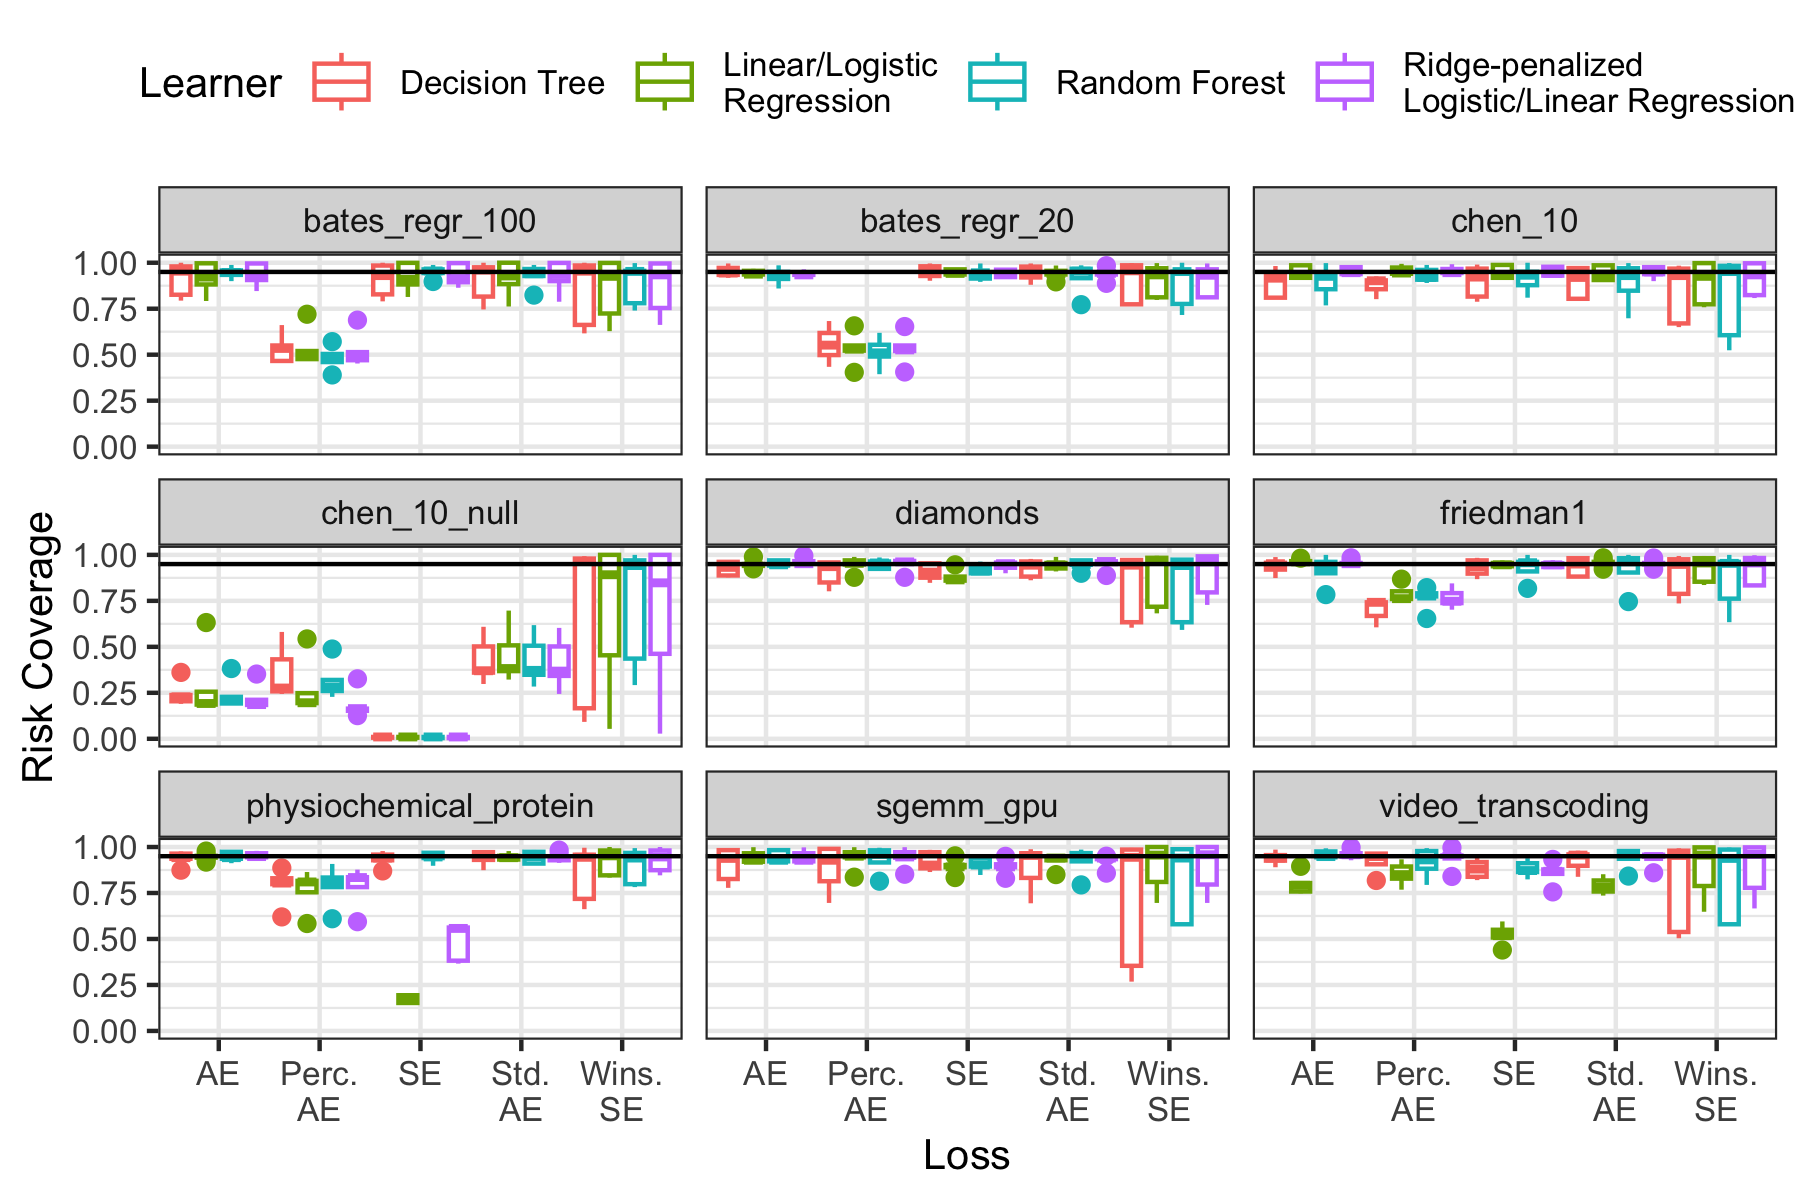 Learner
Decision Tree
Linear/Logistic
Regression
Random Forest
Ridge-penalized
Logistic/Linear Regression
bates_regr_100
bates_regr_20
chen_10
1.00
0.75
0.50
0.25
0.00
chen_10_null
diamonds
friedman1
1.00
0.75
0.50
0.25
0.00
Risk Coverage
physiochemical_protein
sgemm_gpu
video_transcoding
1.00
0.75
0.50
0.25
0.00
AE
Perc.
AE
SE
Std.
AE
Wins.
SE
AE
Perc.
AE
SE
Std.
AE
Wins.
SE
AE
Perc.
AE
SE
Std.
AE
Wins.
SE
Loss